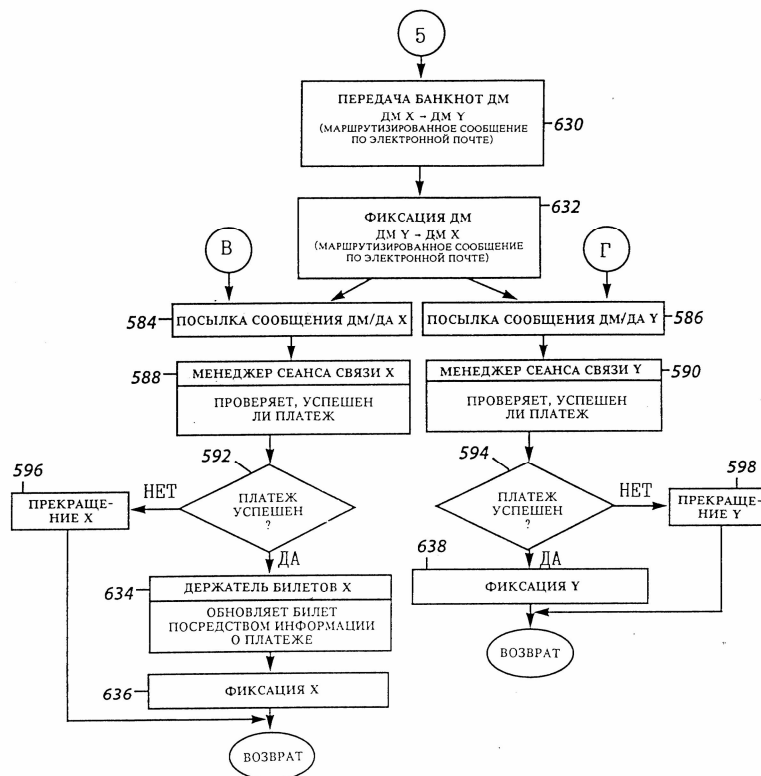 5
ПЕРЕДАЧА БАНКНОТ ДМ
ДМ X → ДМ Y
(МАРШРУТИЗИРОВАННОЕ СООБЩЕНИЕ
ПО ЭЛЕКТРОННОЙ ПОЧТЕ)
630
ФИКСАЦИЯ ДМ
ДМ Y → ДМ X
(МАРШРУТИЗИРОВАННОЕ СООБЩЕНИЕ
ПО ЭЛЕКТРОННОЙ ПОЧТЕ)
632
В
Г
584
ПОСЫЛКА СООБЩЕНИЯ ДМ/ДА X
ПОСЫЛКА СООБЩЕНИЯ ДМ/ДА Y
586
588
МЕНЕДЖЕР СЕАНСА СВЯЗИ X
ПРОВЕРЯЕТ, УСПЕШЕН
ЛИ ПЛАТЕЖ
МЕНЕДЖЕР СЕАНСА СВЯЗИ Y
ПРОВЕРЯЕТ, УСПЕШЕН
ЛИ ПЛАТЕЖ
590
592
ПЛАТЕЖ
УСПЕШЕН
?
НЕТ
596
ПРЕКРАЩЕ-
НИЕ X
ДА
594
ПЛАТЕЖ
УСПЕШЕН
?
НЕТ
598
ПРЕКРАЩЕ-
НИЕ Y
ДА
634
ДЕРЖАТЕЛЬ БИЛЕТОВ X
ОБНОВЛЯЕТ БИЛЕТ
ПОСРЕДСТВОМ ИНФОРМАЦИИ
О ПЛАТЕЖЕ
638
ФИКСАЦИЯ Y
ВОЗВРАТ
636
ФИКСАЦИЯ X
ВОЗВРАТ